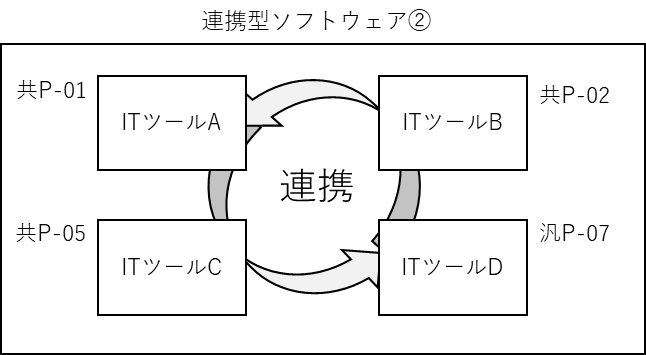 連携型ソフトウェア②
共P-01
ITツールA
ITツールB
共P-02
連携
共P-05
ITツールC
ITツールD
汎P-07